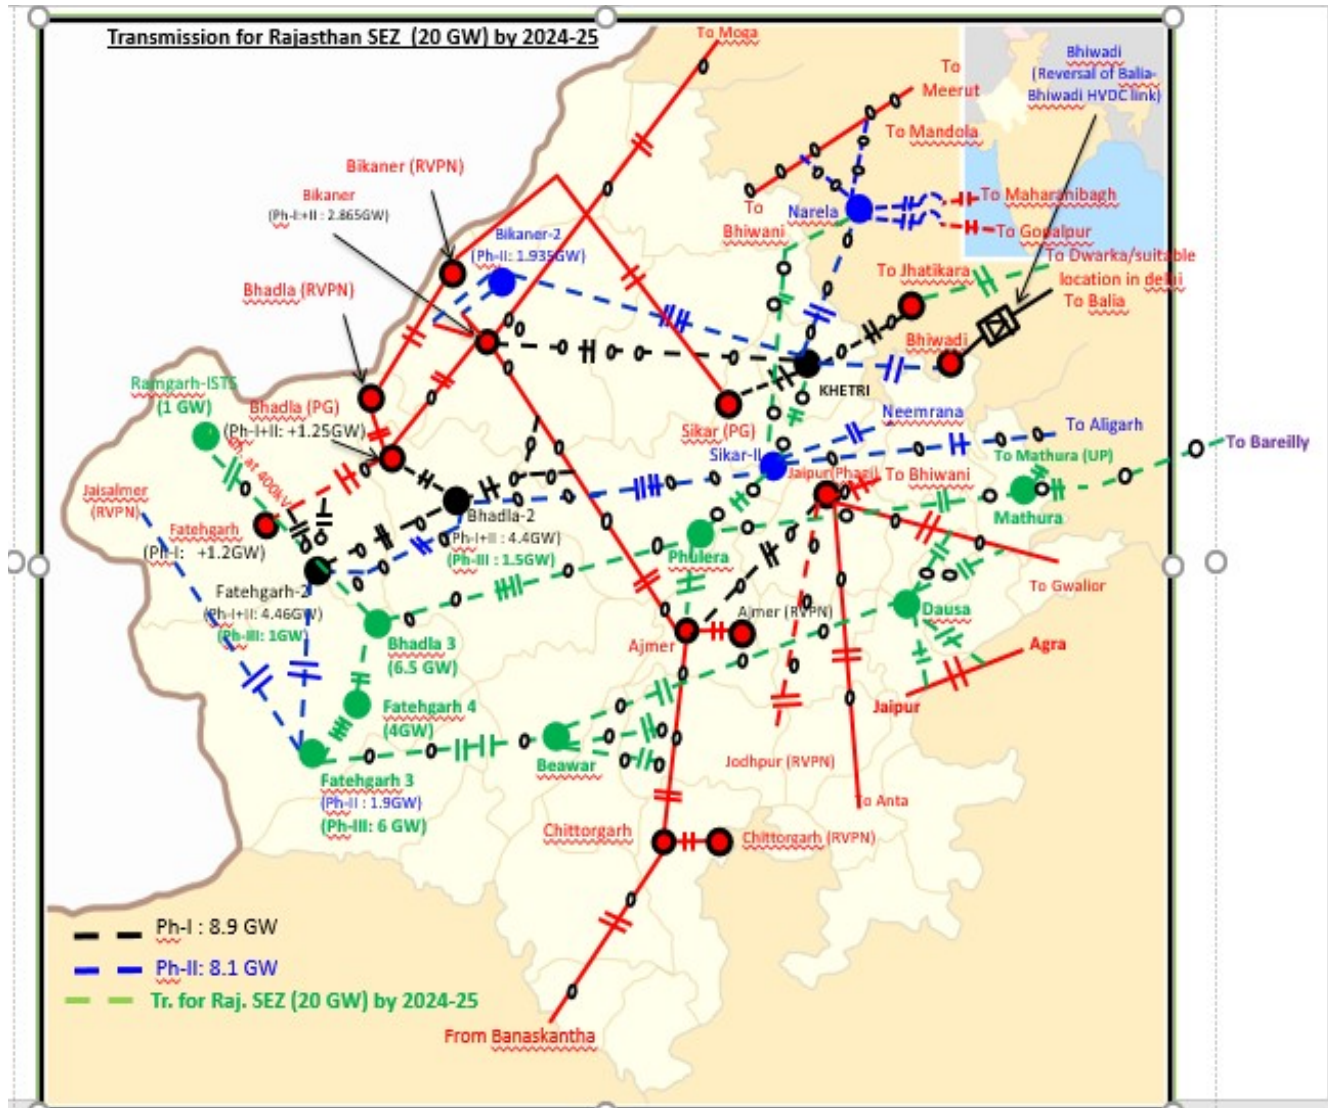 Transmission for Rajasthan SEZ (20 GW) by 2024-25
To Moga
Bhiwadi
(Reversal of Balia-
Bhiwadi HVDC link)
To
Meerut
To Mandola
Bikaner (RVPN)
Bikaner
(Ph-I:+II : 2.865GW)
To Maharanibagh
Narela
To
Bhiwani
To Gopalpur
Bikaner-2
(Ph-II: 1.935GW)
To Dwarka/suitable
location in delhi
To Jhatikara
To Balia
Bhadla (RVPN)
Bhiwadi
Ramgarh-ISTS
(1 GW)
KHETRI
Bhadla (PG)
(Ph-I+II: +1.25GW)
Neemrana
Sikar (PG)
To Aligarh
at 400kV
To Bareilly
Sikar-II
To Mathura (UP)
Jaipur(Phagi)
To Bhiwani
Jaisalmer
(RVPN)
Mathura
Bhadla-2
Fatehgarh
(Ph-I: +1.2GW)
(Ph-I+II : 4.4GW)
(Ph-III : 1.5GW)
Phulera
To Gwalior
Fatehgarh-2
(Ph-I+II: 4.46GW)
(Ph-III: 1GW)
Ajmer (RVPN)
Dausa
Bhadla 3
(6.5 GW)
Ajmer
Agra
Fatehgarh 4
(4GW)
Jaipur
Beawar
Jodhpur (RVPN)
Fatehgarh 3
(Ph-II : 1.9GW)
(Ph-III: 6 GW)
To Anta
Chittorgarh
Chittorgarh (RVPN)
Ph-I : 8.9 GW
Ph-II: 8.1 GW
Tr. for Raj. SEZ (20 GW) by 2024-25
From Banaskantha